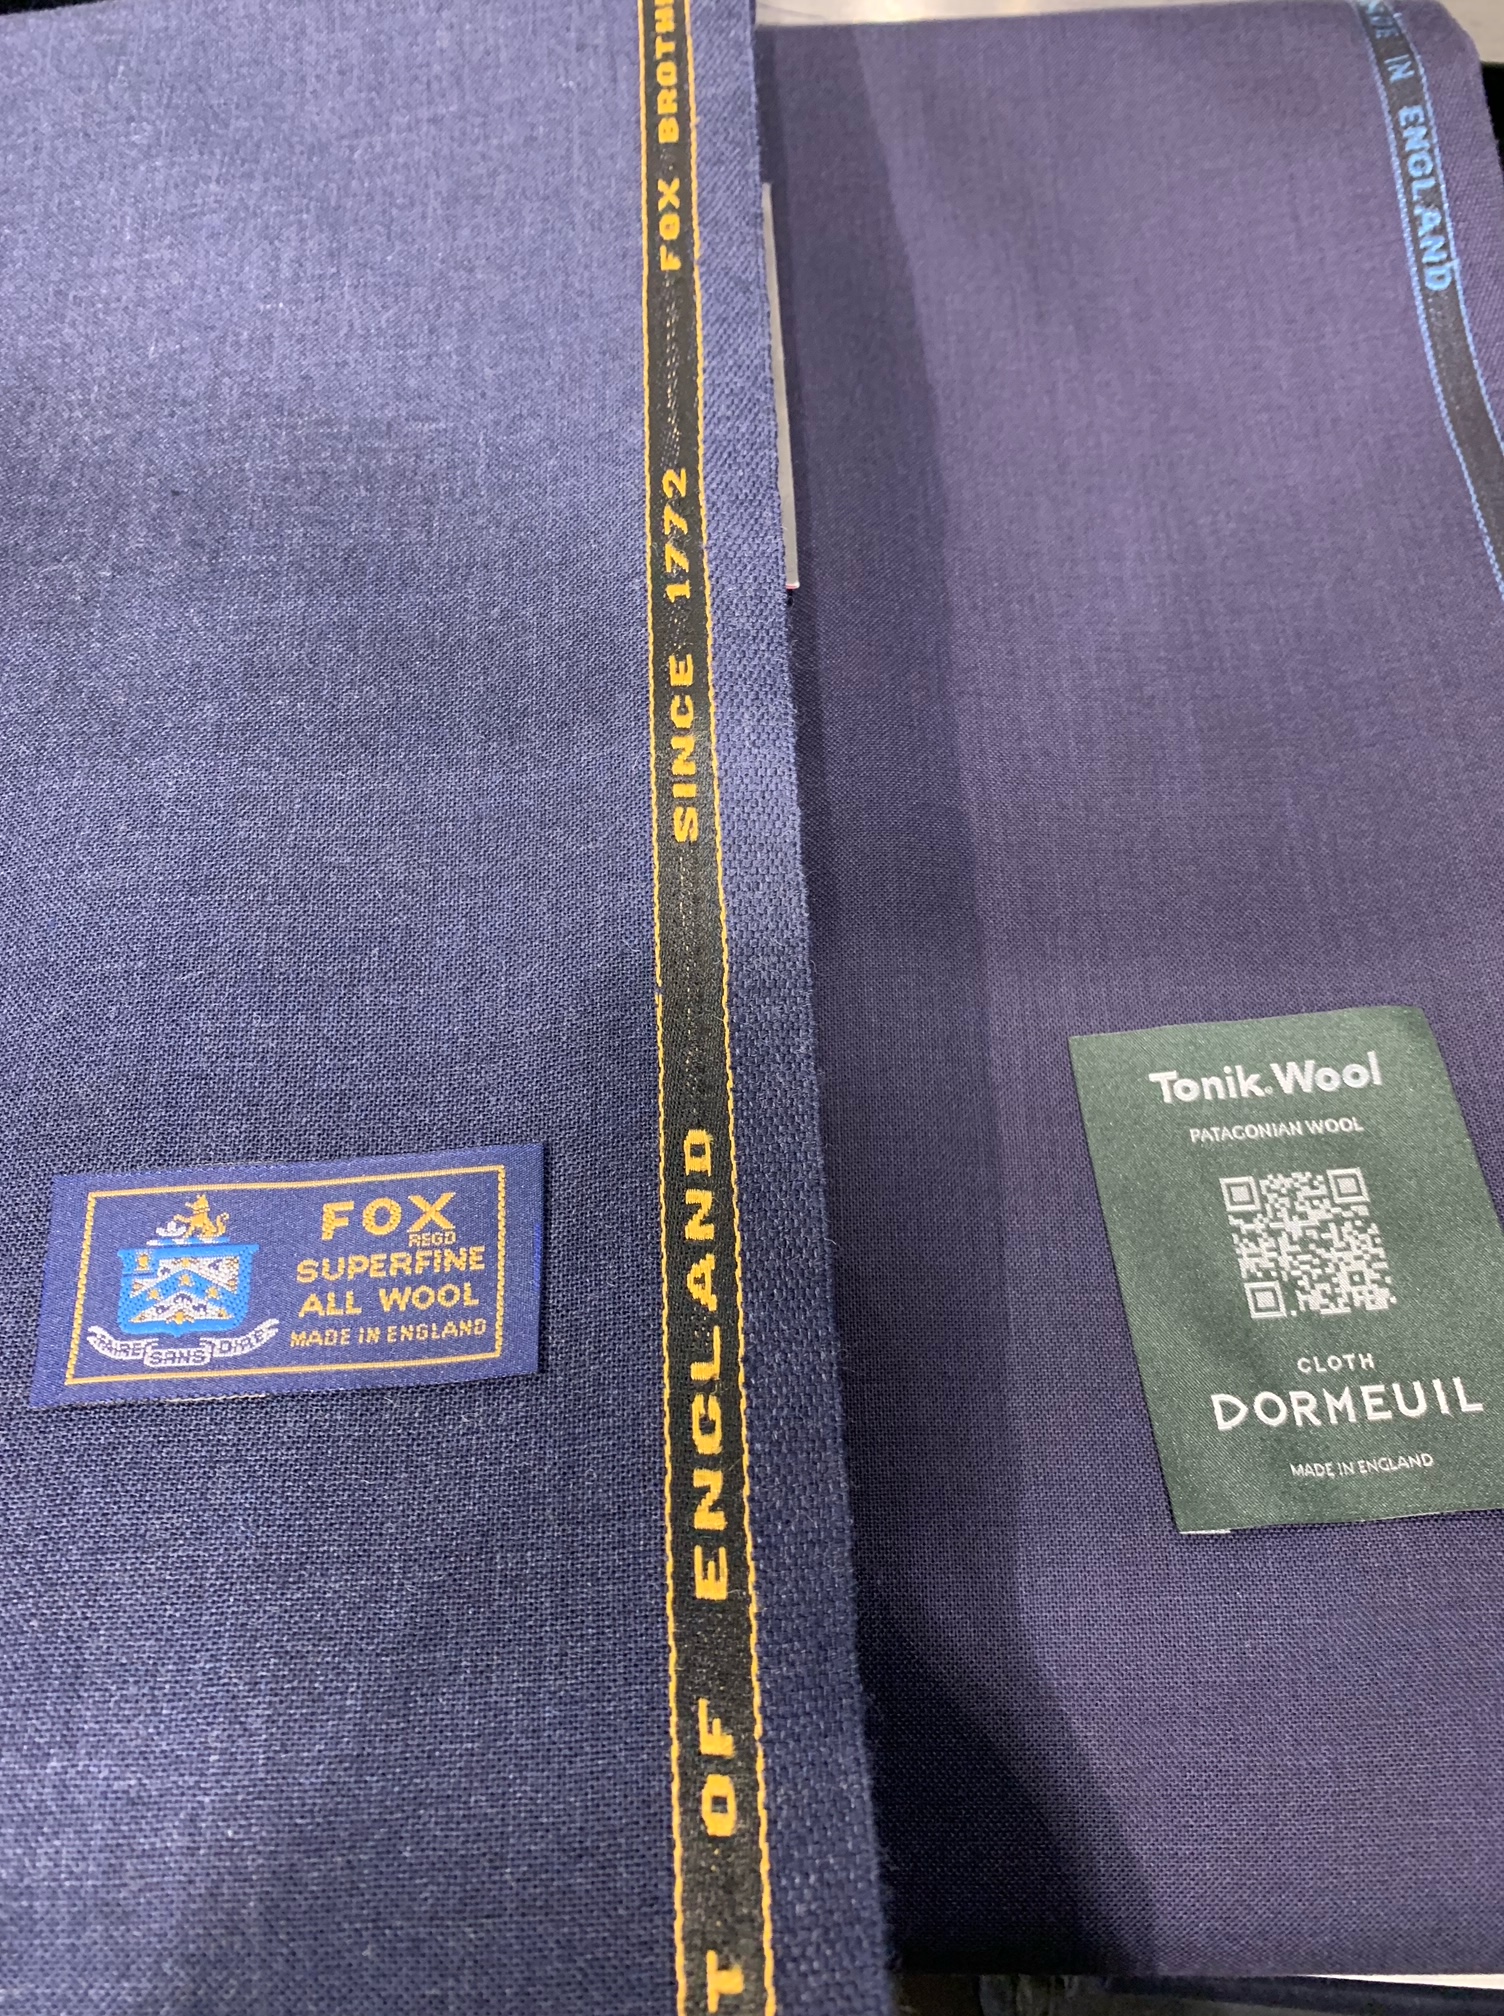 FOX BROTH
SINCE 1772
T OF ENGLAND
FOX
REGD
SUPERFINE
ALL WOOL
MADE IN ENGLAND
FAIRE SANS DIRE
IN ENGLAND
Tonik.Wool
PATAGONIAN WOOL
CLOTH
DORMEUIL
MADE IN ENGLAND